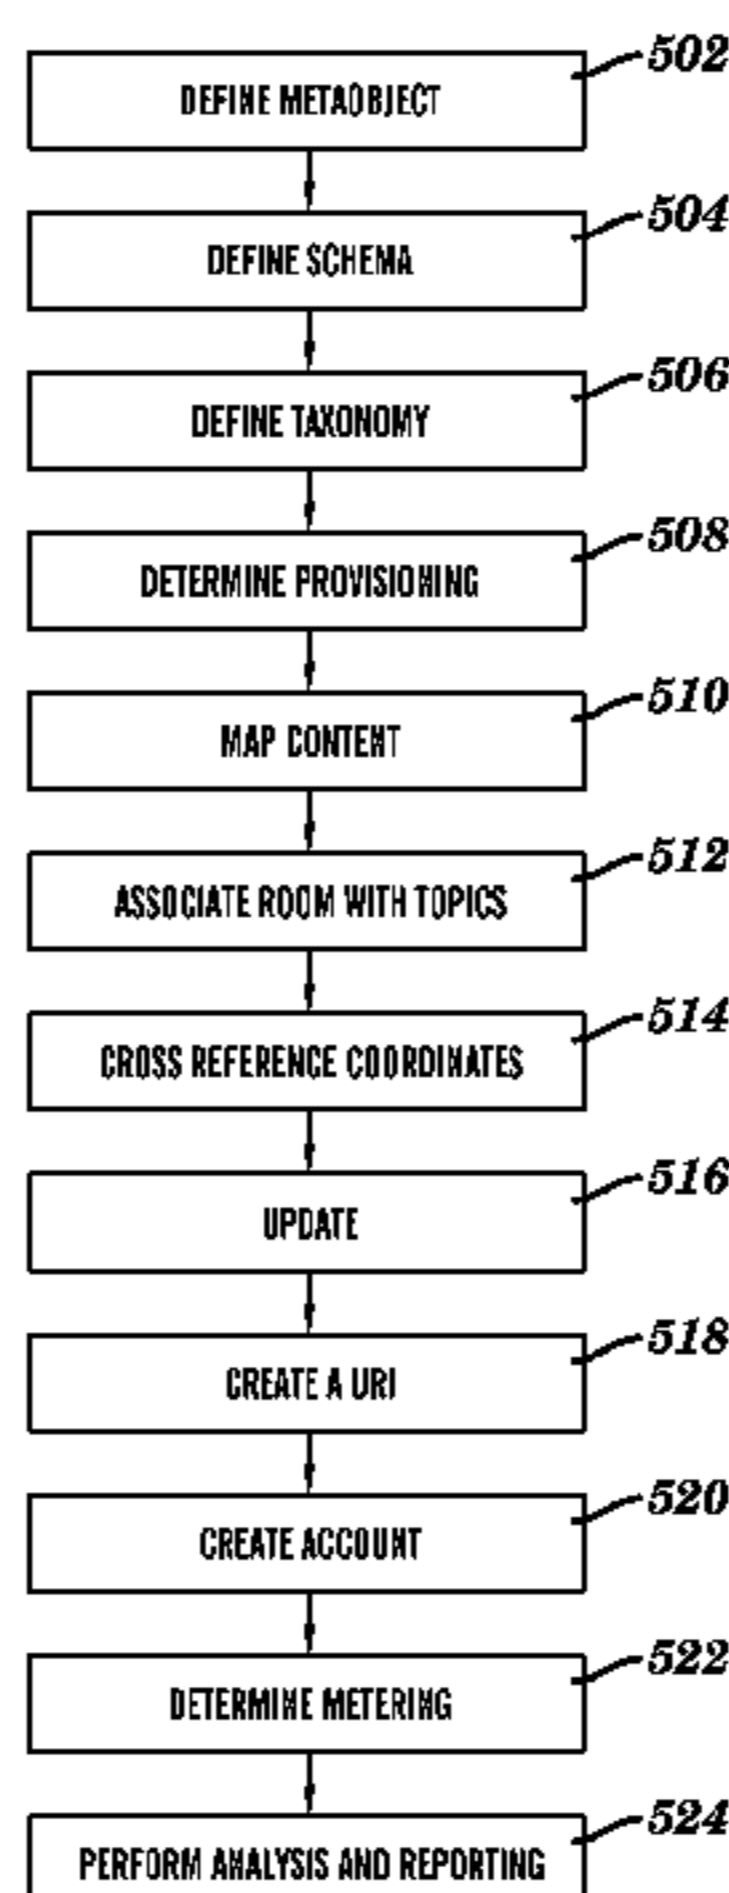 502
DEFINE METAOBJECT
504
DEFINE SCHEMA
506
DEFINE TAXONOMY
508
DETERMINE PROVISIONING
510
MAP CONTENT
512
ASSOCIATE ROOM WITH TOPICS
514
CROSS REFERENCE COORDINATES
516
UPDATE
518
CREATE A URI
520
CREATE ACCOUNT
522
DETERMINE METERING
524
PERFORM ANALYSIS AND REPORTING